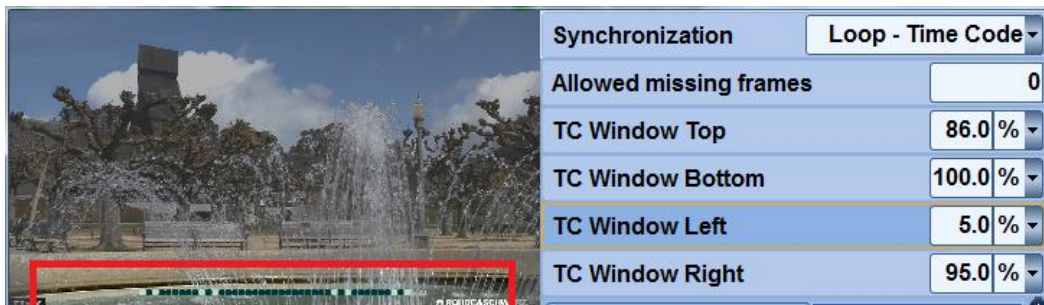 Synchronization Loop - Time Code
Allowed missing frames 0
TC Window Top 86.0 %
TC Window Bottom 100.0 %
TC Window Left 5.0 %
TC Window Right 95.0 %